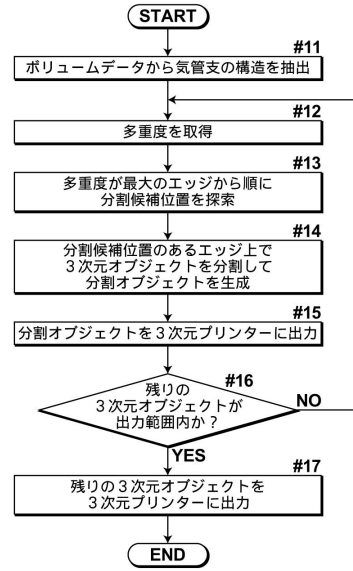 START
#11
ボリュームデータから気管支の構造を抽出
#12
多重度を取得
#13
多重度が最大のエッジから順に
分割候補位置を探索
#14
分割候補位置のあるエッジ上で
３次元オブジェクトを分割して
分割オブジェクトを生成
#15
分割オブジェクトを３次元プリンターに出力
#16
残りの
３次元オブジェクトが
出力範囲内か？
NO
YES
#17
残りの３次元オブジェクトを
３次元プリンターに出力
END